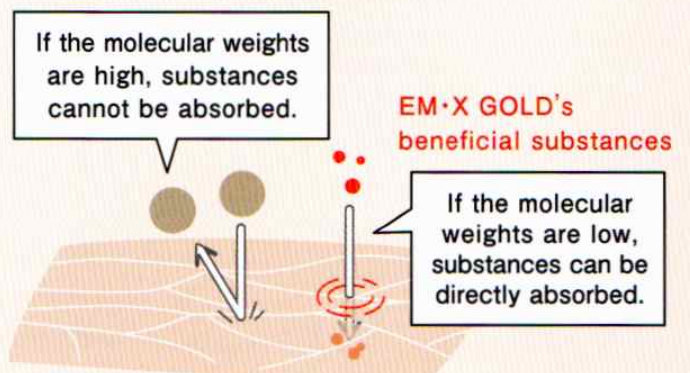 If the molecular weights
are high, substances
cannot be absorbed.
EM·X GOLD's
beneficial substances
If the molecular
weights are low,
substances can be
directly absorbed.